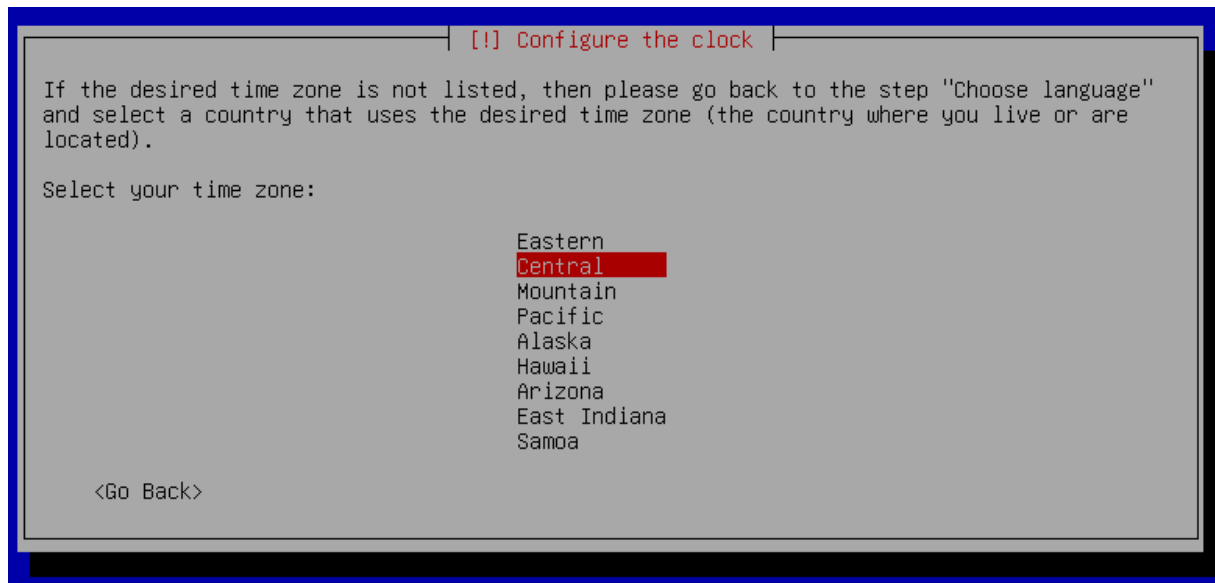 [!] Configure the clock
If the desired time zone is not listed, then please go back to the step "Choose language"
and select a country that uses the desired time zone (the country where you live or are
located).
Select your time zone:
Eastern
Central
Mountain
Pacific
Alaska
Hawaii
Arizona
East Indiana
Samoa
<Go Back>